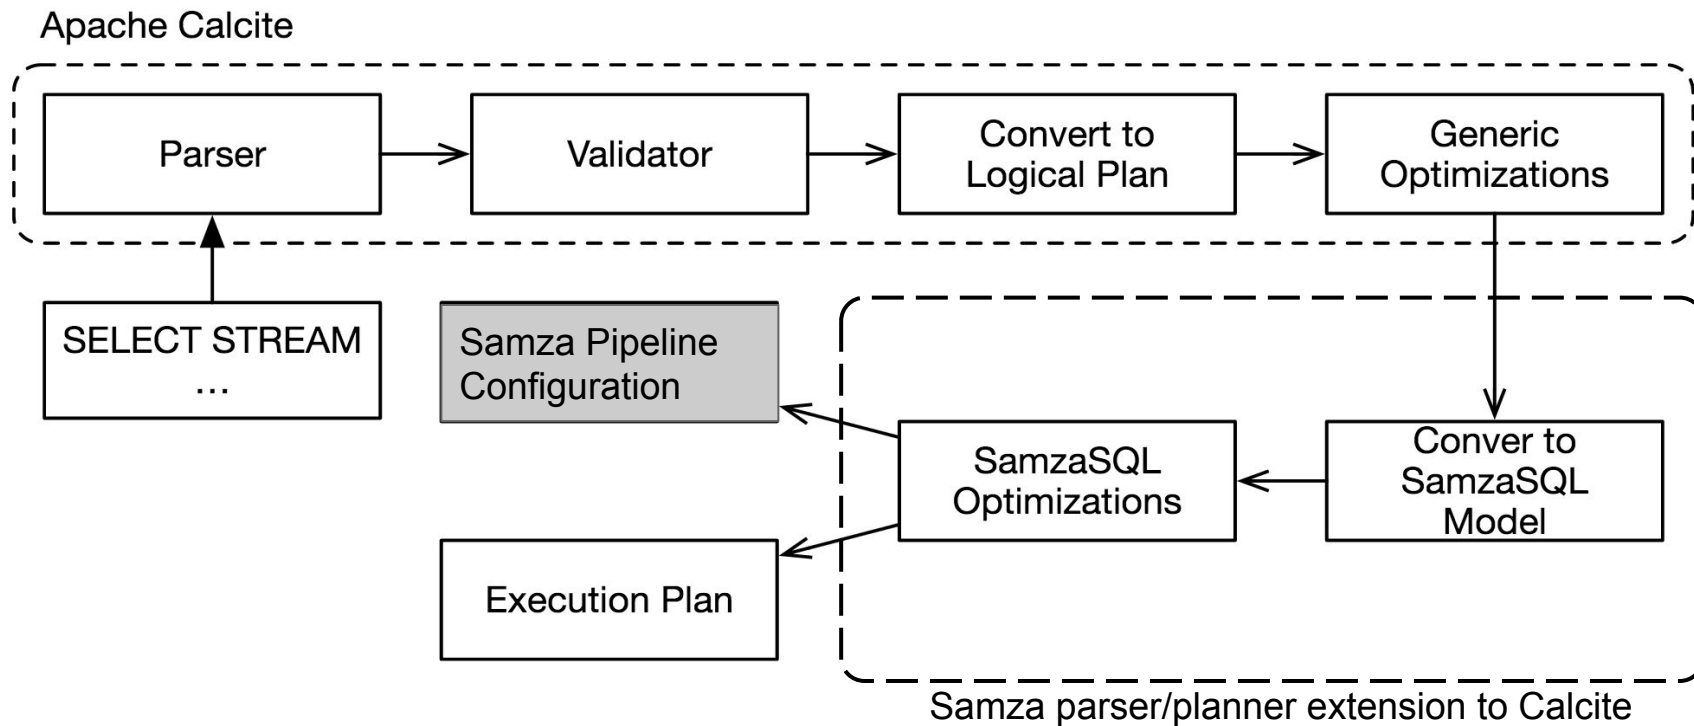 Apache Calcite
Parser
Validator
Convert to
Logical Plan
Generic
Optimizations
SELECT STREAM
...
Samza Pipeline
Configuration
SamzaSQL
Optimizations
Conver to
SamzaSQL
Model
Execution Plan
Samza parser/planner extension to Calcite